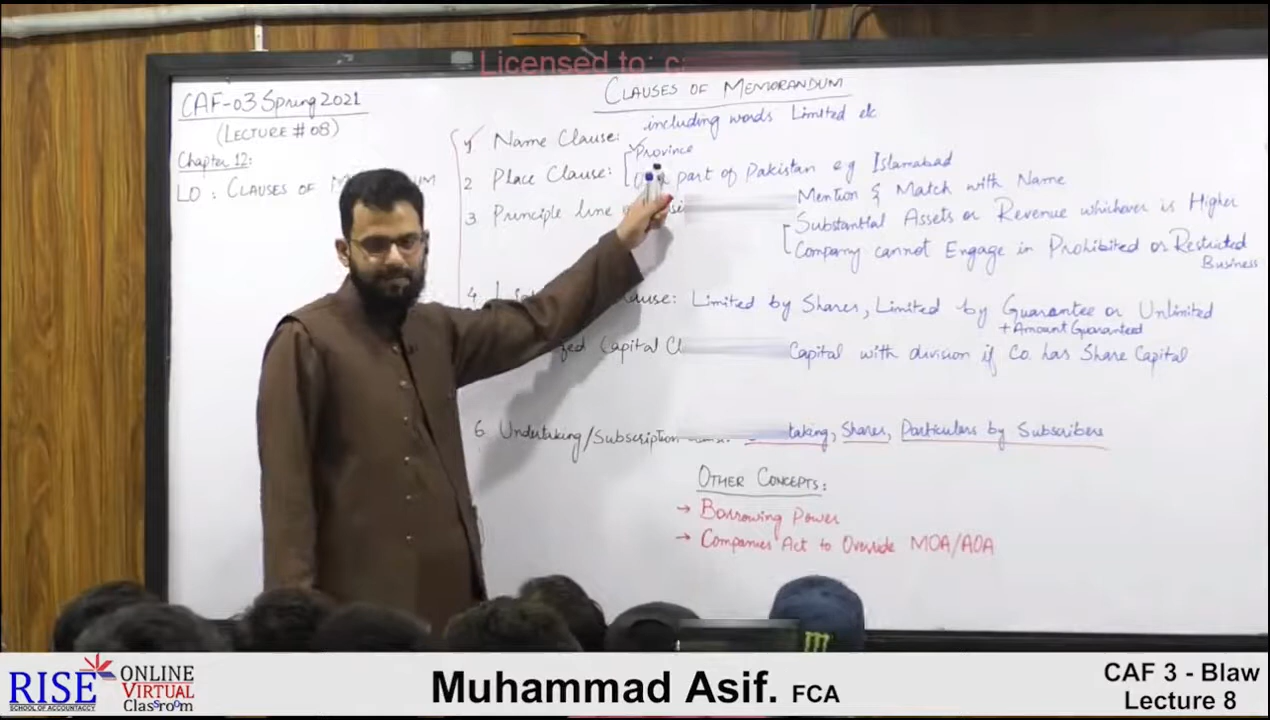 Licensed to: c
CLAUSES OF MEMORANDUM
CAF-03 Spring 2021
(LECTURE # 08)
Chapter 12:
LO: CLAUSES OF MEMORANDUM
1 Name Clause: including words Limited etc
2 Place Clause: Province
part of Pakistan e.g Islamabad
3 Principle line
Mention & Match with Name
Substantial Assets or Revenue whichever is Higher
Company cannot Engage in Prohibited or Restricted
Business
4 Clause: Limited by Shares, Limited by Guarantee or Unlimited
+ Amount Guaranteed
Capital Capital with division if Co. has Share Capital
6 Undertaking/Subscription taking, Shares, Particulars by Subscribers
OTHER CONCEPTS:
→ Borrowing Power
→ Companies Act to Override MOA/AOA
RISE
SCHOOL OF ACCOUNTANCY
ONLINE
VIRTUAL
Classroom
Muhammad Asif. FCA
CAF 3 - Blaw
Lecture 8